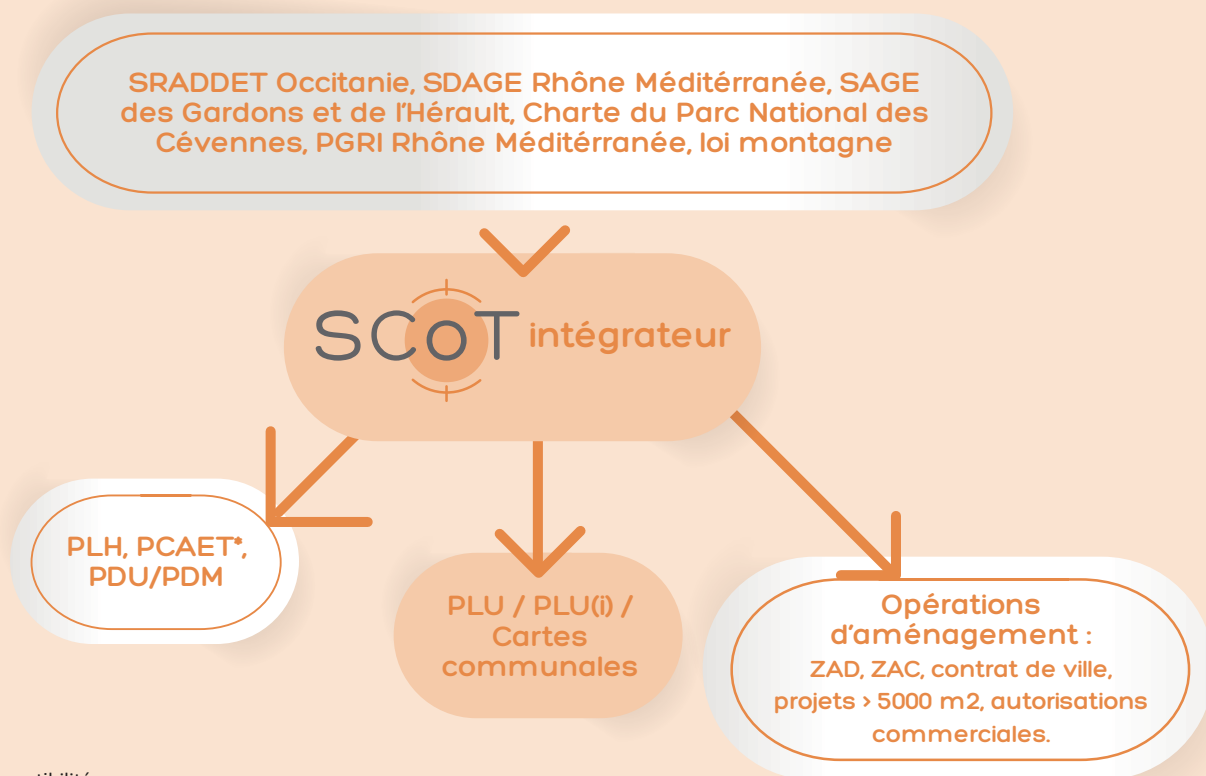 SRADDET Occitanie, SDAGE Rhône Méditérranée, SAGE
des Gardons et de l'Hérault, Charte du Parc National des
Cévennes, PGRI Rhône Méditérranée, loi montagne
SCoT intégrateur
PLH, PCAET*,
PDU/PDM
PLU / PLU(i) /
Cartes
communales
Opérations
d'aménagement :
ZAD, ZAC, contrat de ville,
projets > 5000 m2, autorisations
commerciales.